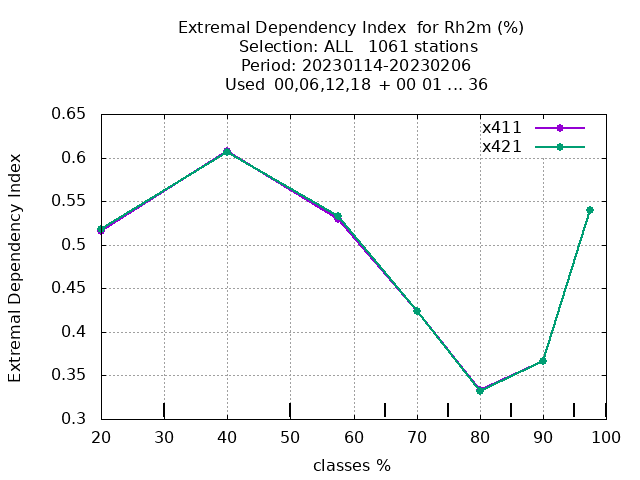 Extremal Dependency Index  for Rh2m (%)
Selection: ALL   1061 stations
Period: 20230114-20230206
Used  00,06,12,18  + 00 01 ... 36
x411
x421
Extremal Dependency Index
0.65
0.6
0.55
0.5
0.45
0.4
0.35
0.3
20 30 40 50 60 70 80 90 100
classes %